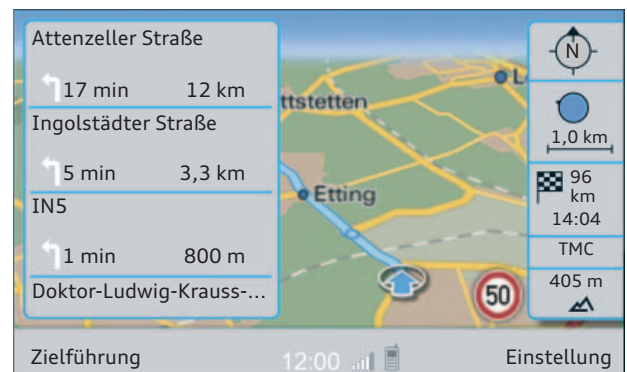 Attenzeller Straße
17 min 12 km
Ingolstädter Straße
5 min 3,3 km
IN5
1 min 800 m
Doktor-Ludwig-Krauss-...
ttstetten
L
Etting
50
N
1,0 km
96
km
14:04
TMC
405 m
Zielführung 12:00 Einstellung